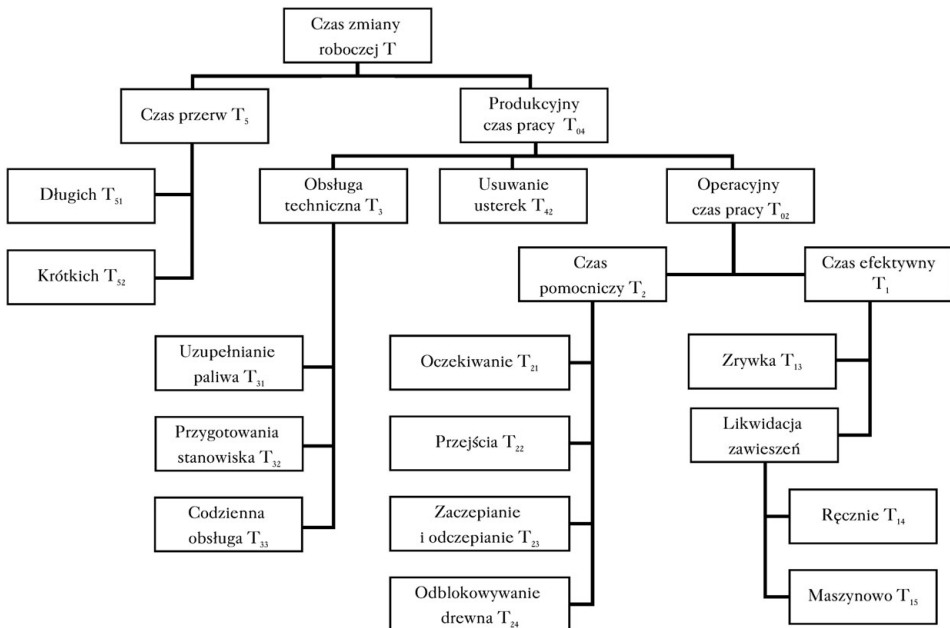 Czas zmiany
roboczej T
Czas przerw T₅
Produkcyjny
czas pracy T₀₄
Długich T₅₁
Krótkich T₅₂
Obsługa
techniczna T₃
Usuwanie
usterek T₄₂
Operacyjny
czas pracy T₀₂
Czas
pomocniczy T₂
Czas efektywny
T₁
Uzupełnianie
paliwa T₃₁
Przygotowania
stanowiska T₃₂
Codzienna
obsługa T₃₃
Oczekiwanie T₂₁
Przejścia T₂₂
Zaczepianie
i odczepianie T₂₃
Odblokowywanie
drewna T₂₄
Zrywka T₁₃
Likwidacja
zawieszeń
Ręcznie T₁₄
Maszynowo T₁₅